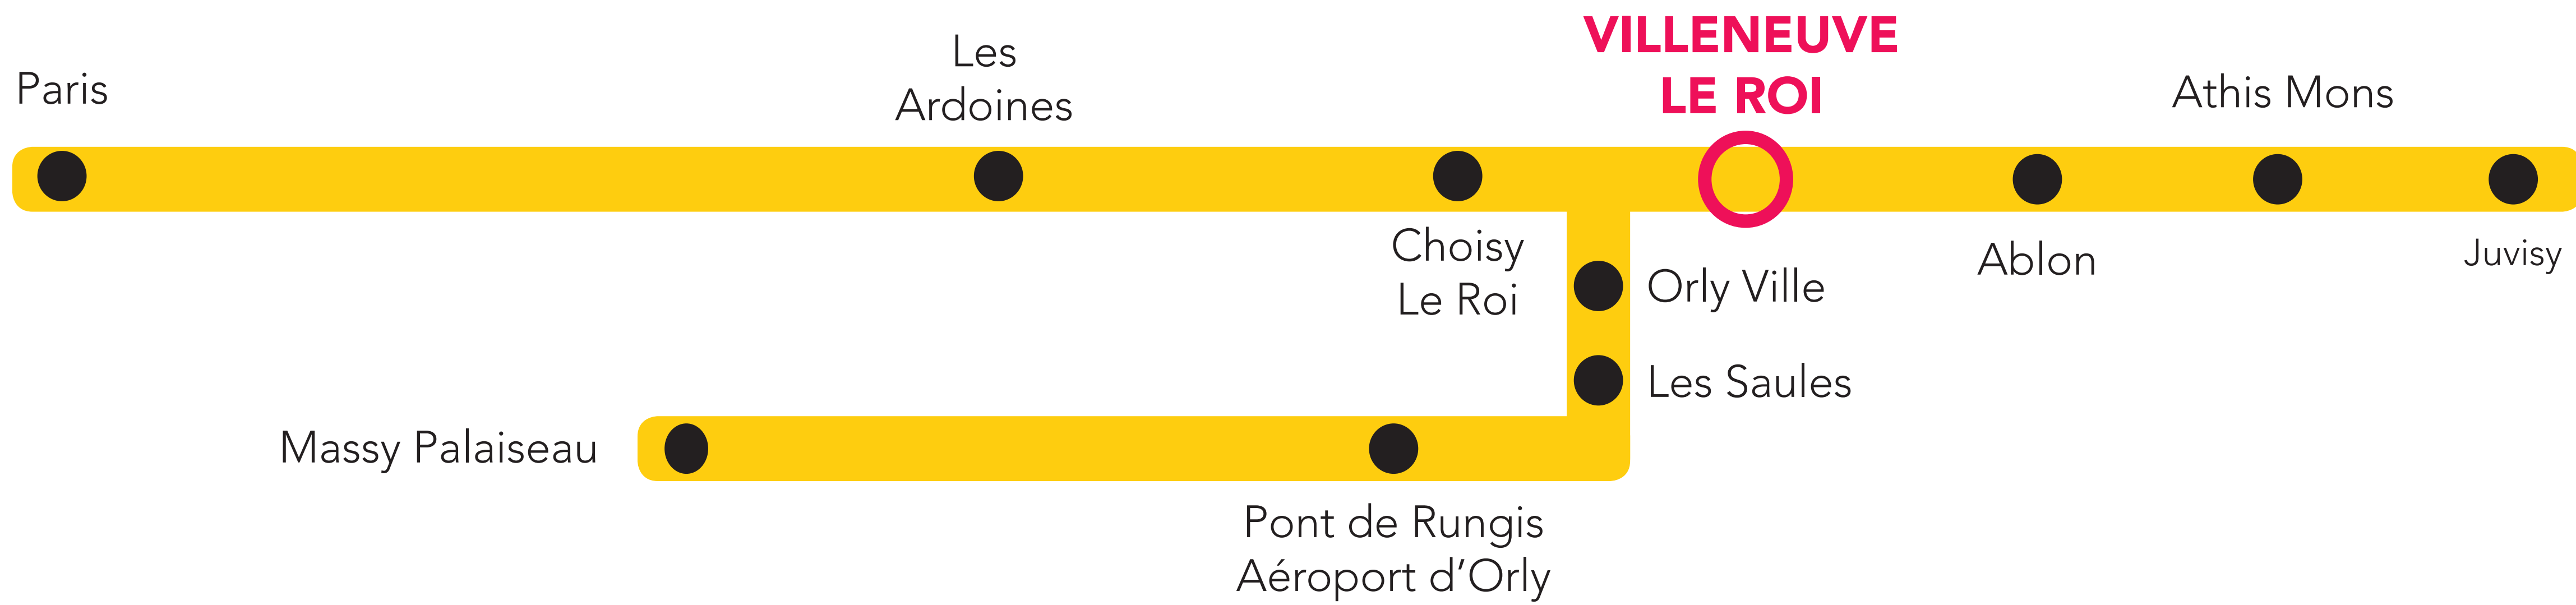 Paris
Les
Ardoines
VILLENEUVE
LE ROI
Athis Mons
Choisy
Le Roi
Ablon
Juvisy
Orly Ville
Les Saules
Massy Palaiseau
Pont de Rungis
Aéroport d’Orly